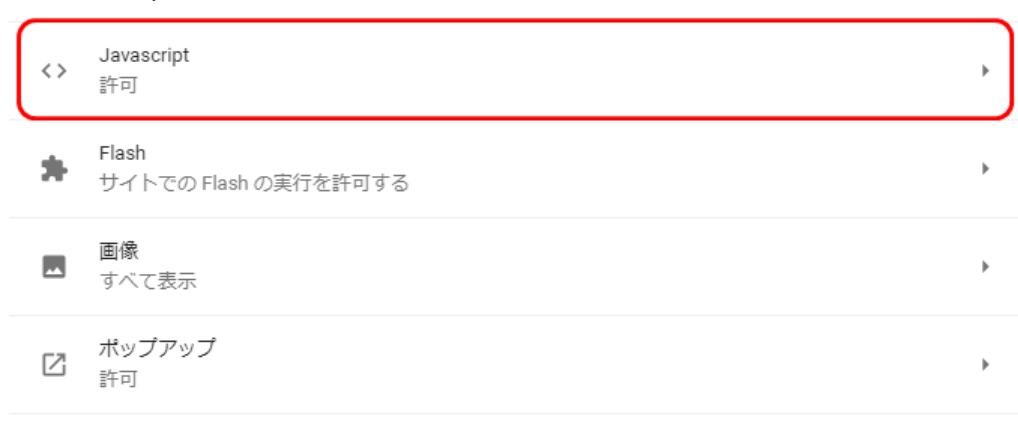 Javascript
許可
Flash
サイトでの Flash の実行を許可する
画像
すべて表示
ポップアップ
許可